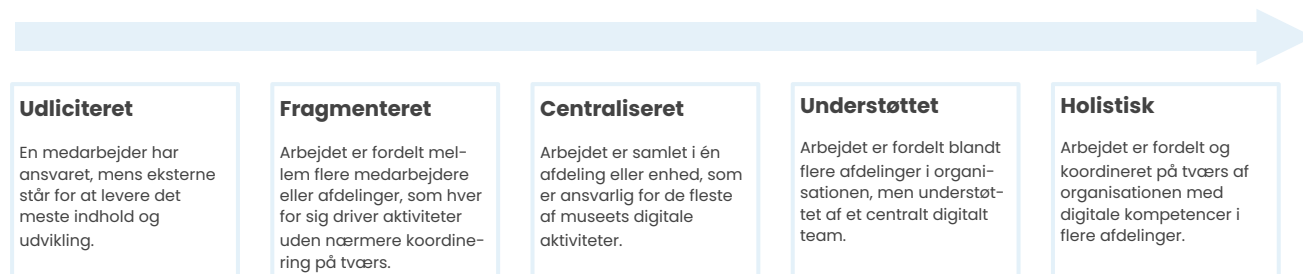 Udliciteret
En medarbejder har
ansvaret, mens eksterne
står for at levere det
meste indhold og
udvikling.
Fragmenteret
Arbejdet er fordelt mel-
lem flere medarbejdere
eller afdelinger, som hver
for sig driver aktiviteter
uden nærmere koordine-
ring på tværs.
Centraliseret
Arbejdet er samlet i én
afdeling eller enhed, som
er ansvarlig for de fleste
af museets digitale
aktiviteter.
Understøttet
Arbejdet er fordelt blandt
flere afdelinger i organi-
sationen, men understøt-
tet af et centralt digitalt
team.
Holistisk
Arbejdet er fordelt og
koordineret på tværs af
organisationen med
digitale kompetencer i
flere afdelinger.